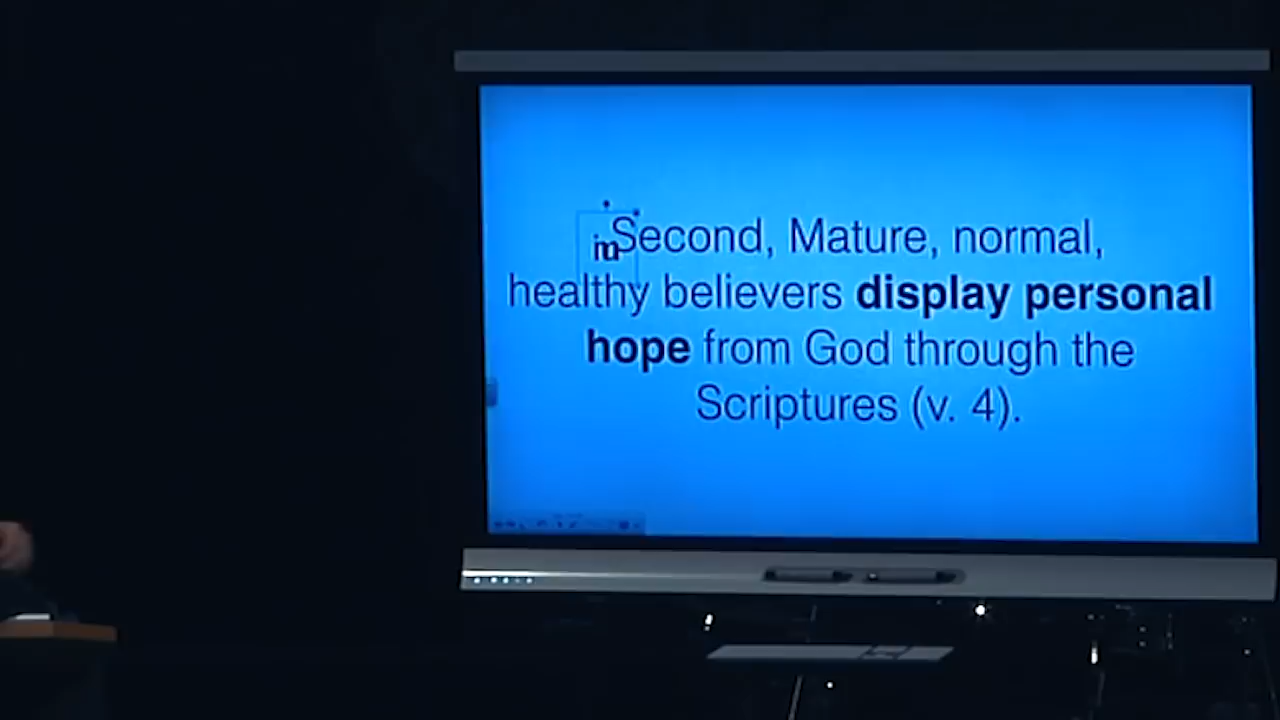 Second, Mature, normal,
healthy believers display personal
hope from God through the
Scriptures (v. 4).